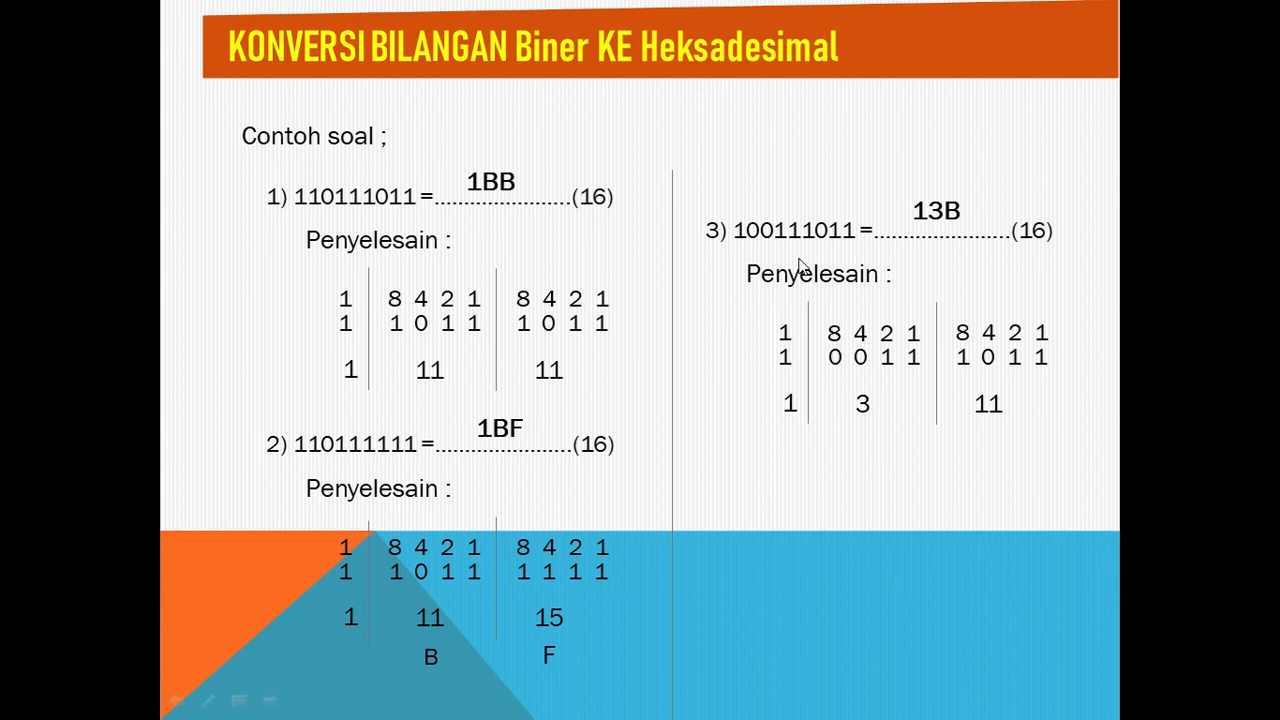 KONVERSI BILANGAN Biner KE Heksadesimal
Contoh soal ;
1BB
1) 110111011 =.......................(16)
Penyelesain :
1 8 4 2 1 8 4 2 1
1 1 0 1 1 1 0 1 1
1 11 11
1BF
2) 110111111 =.......................(16)
Penyelesain :
1 8 4 2 1 8 4 2 1
1 1 0 1 1 1 1 1 1
1 11 15
B F
13B
3) 100111011 =.......................(16)
Penyelesain :
1 8 4 2 1 8 4 2 1
1 0 0 1 1 1 0 1 1
1 3 11